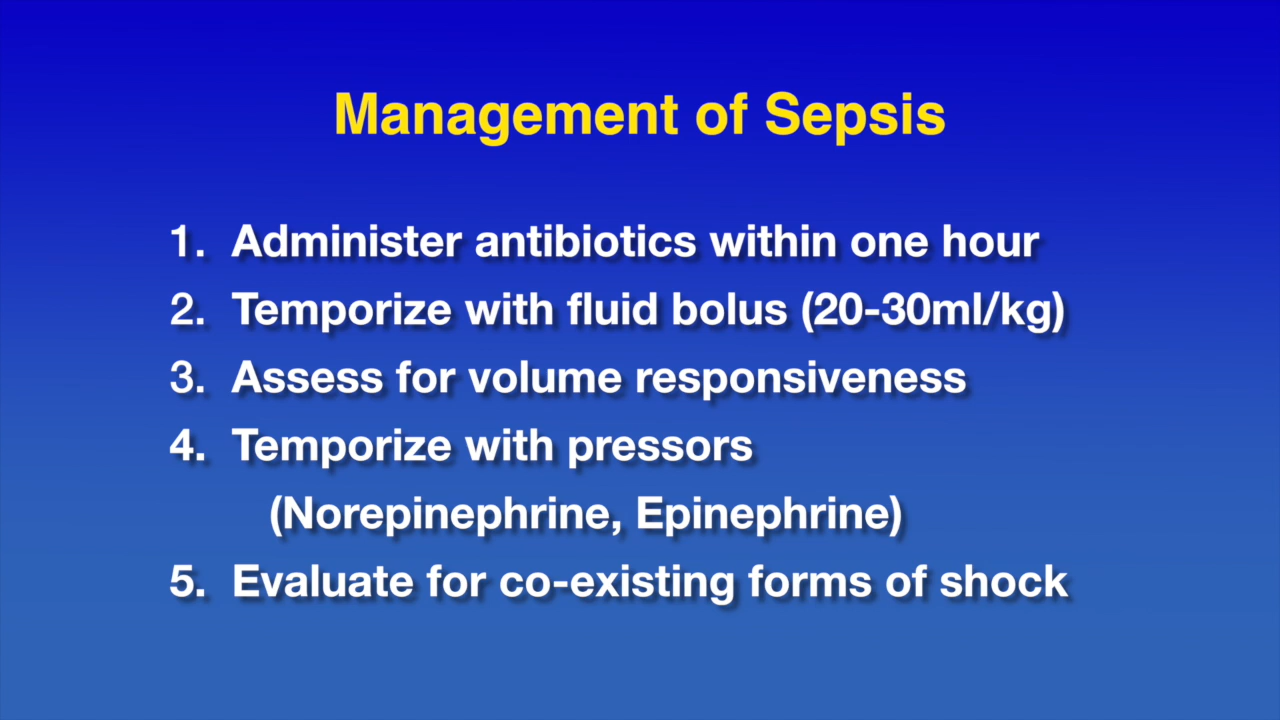 Management of Sepsis
1. Administer antibiotics within one hour
2. Temporize with fluid bolus (20-30ml/kg)
3. Assess for volume responsiveness
4. Temporize with pressors
(Norepinephrine, Epinephrine)
5. Evaluate for co-existing forms of shock